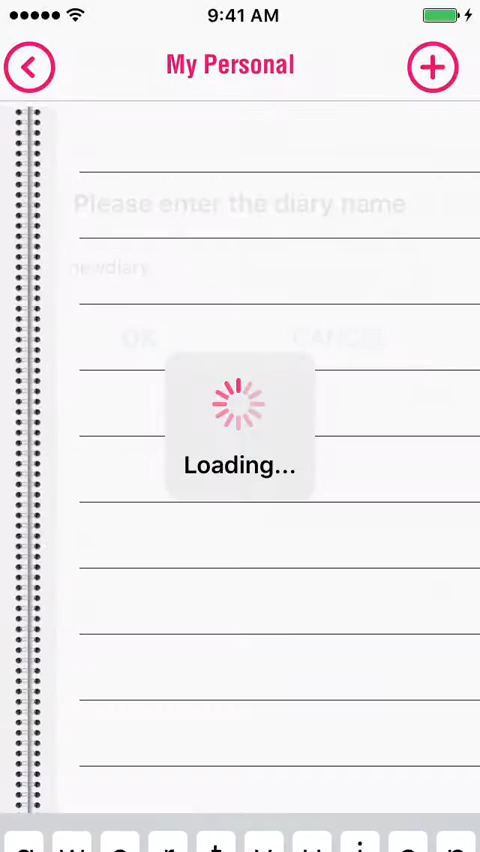 9:41 AM
My Personal
Please enter the diary name
newdiary
OK CANCEL
Loading...
q w e r t y u i o p